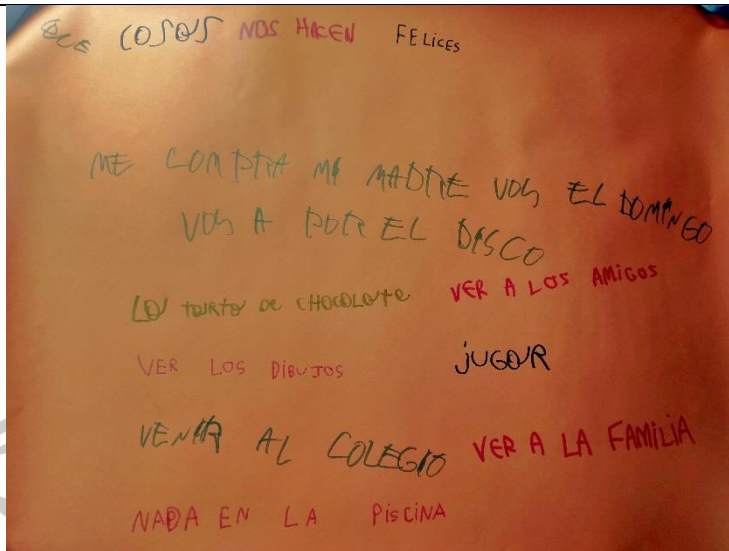 QUE COSAS NOS HACEN FELICES
ME COMPRA MI MADRE VOY EL DOMINGO
VOY A POR EL DISCO
LA TARTA DE CHOCOLATE VER A LOS AMIGOS
VER LOS DIBUJOS JUGAR
VENIR AL COLEGIO VER A LA FAMILIA
NADA EN LA PISCINA